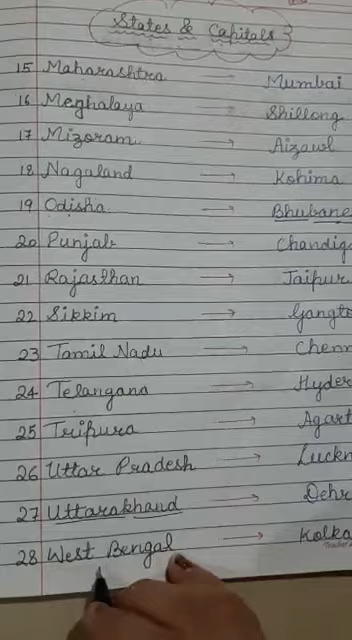 States & Capitals
15 Maharashtra → Mumbai
16 Meghalaya → Shillong
17 Mizoram → Aizawl
18 Nagaland → Kohima
19 Odisha → Bhubane
20 Punjab → Chandiga
21 Rajasthan → Jaipur
22 Sikkim → Gangto
23 Tamil Nadu → Chenn
24 Telangana → Hyder
25 Tripura → Agart
26 Uttar Pradesh → Luckn
27 Uttarakhand → Dehr
28 West Bengal → Kolka